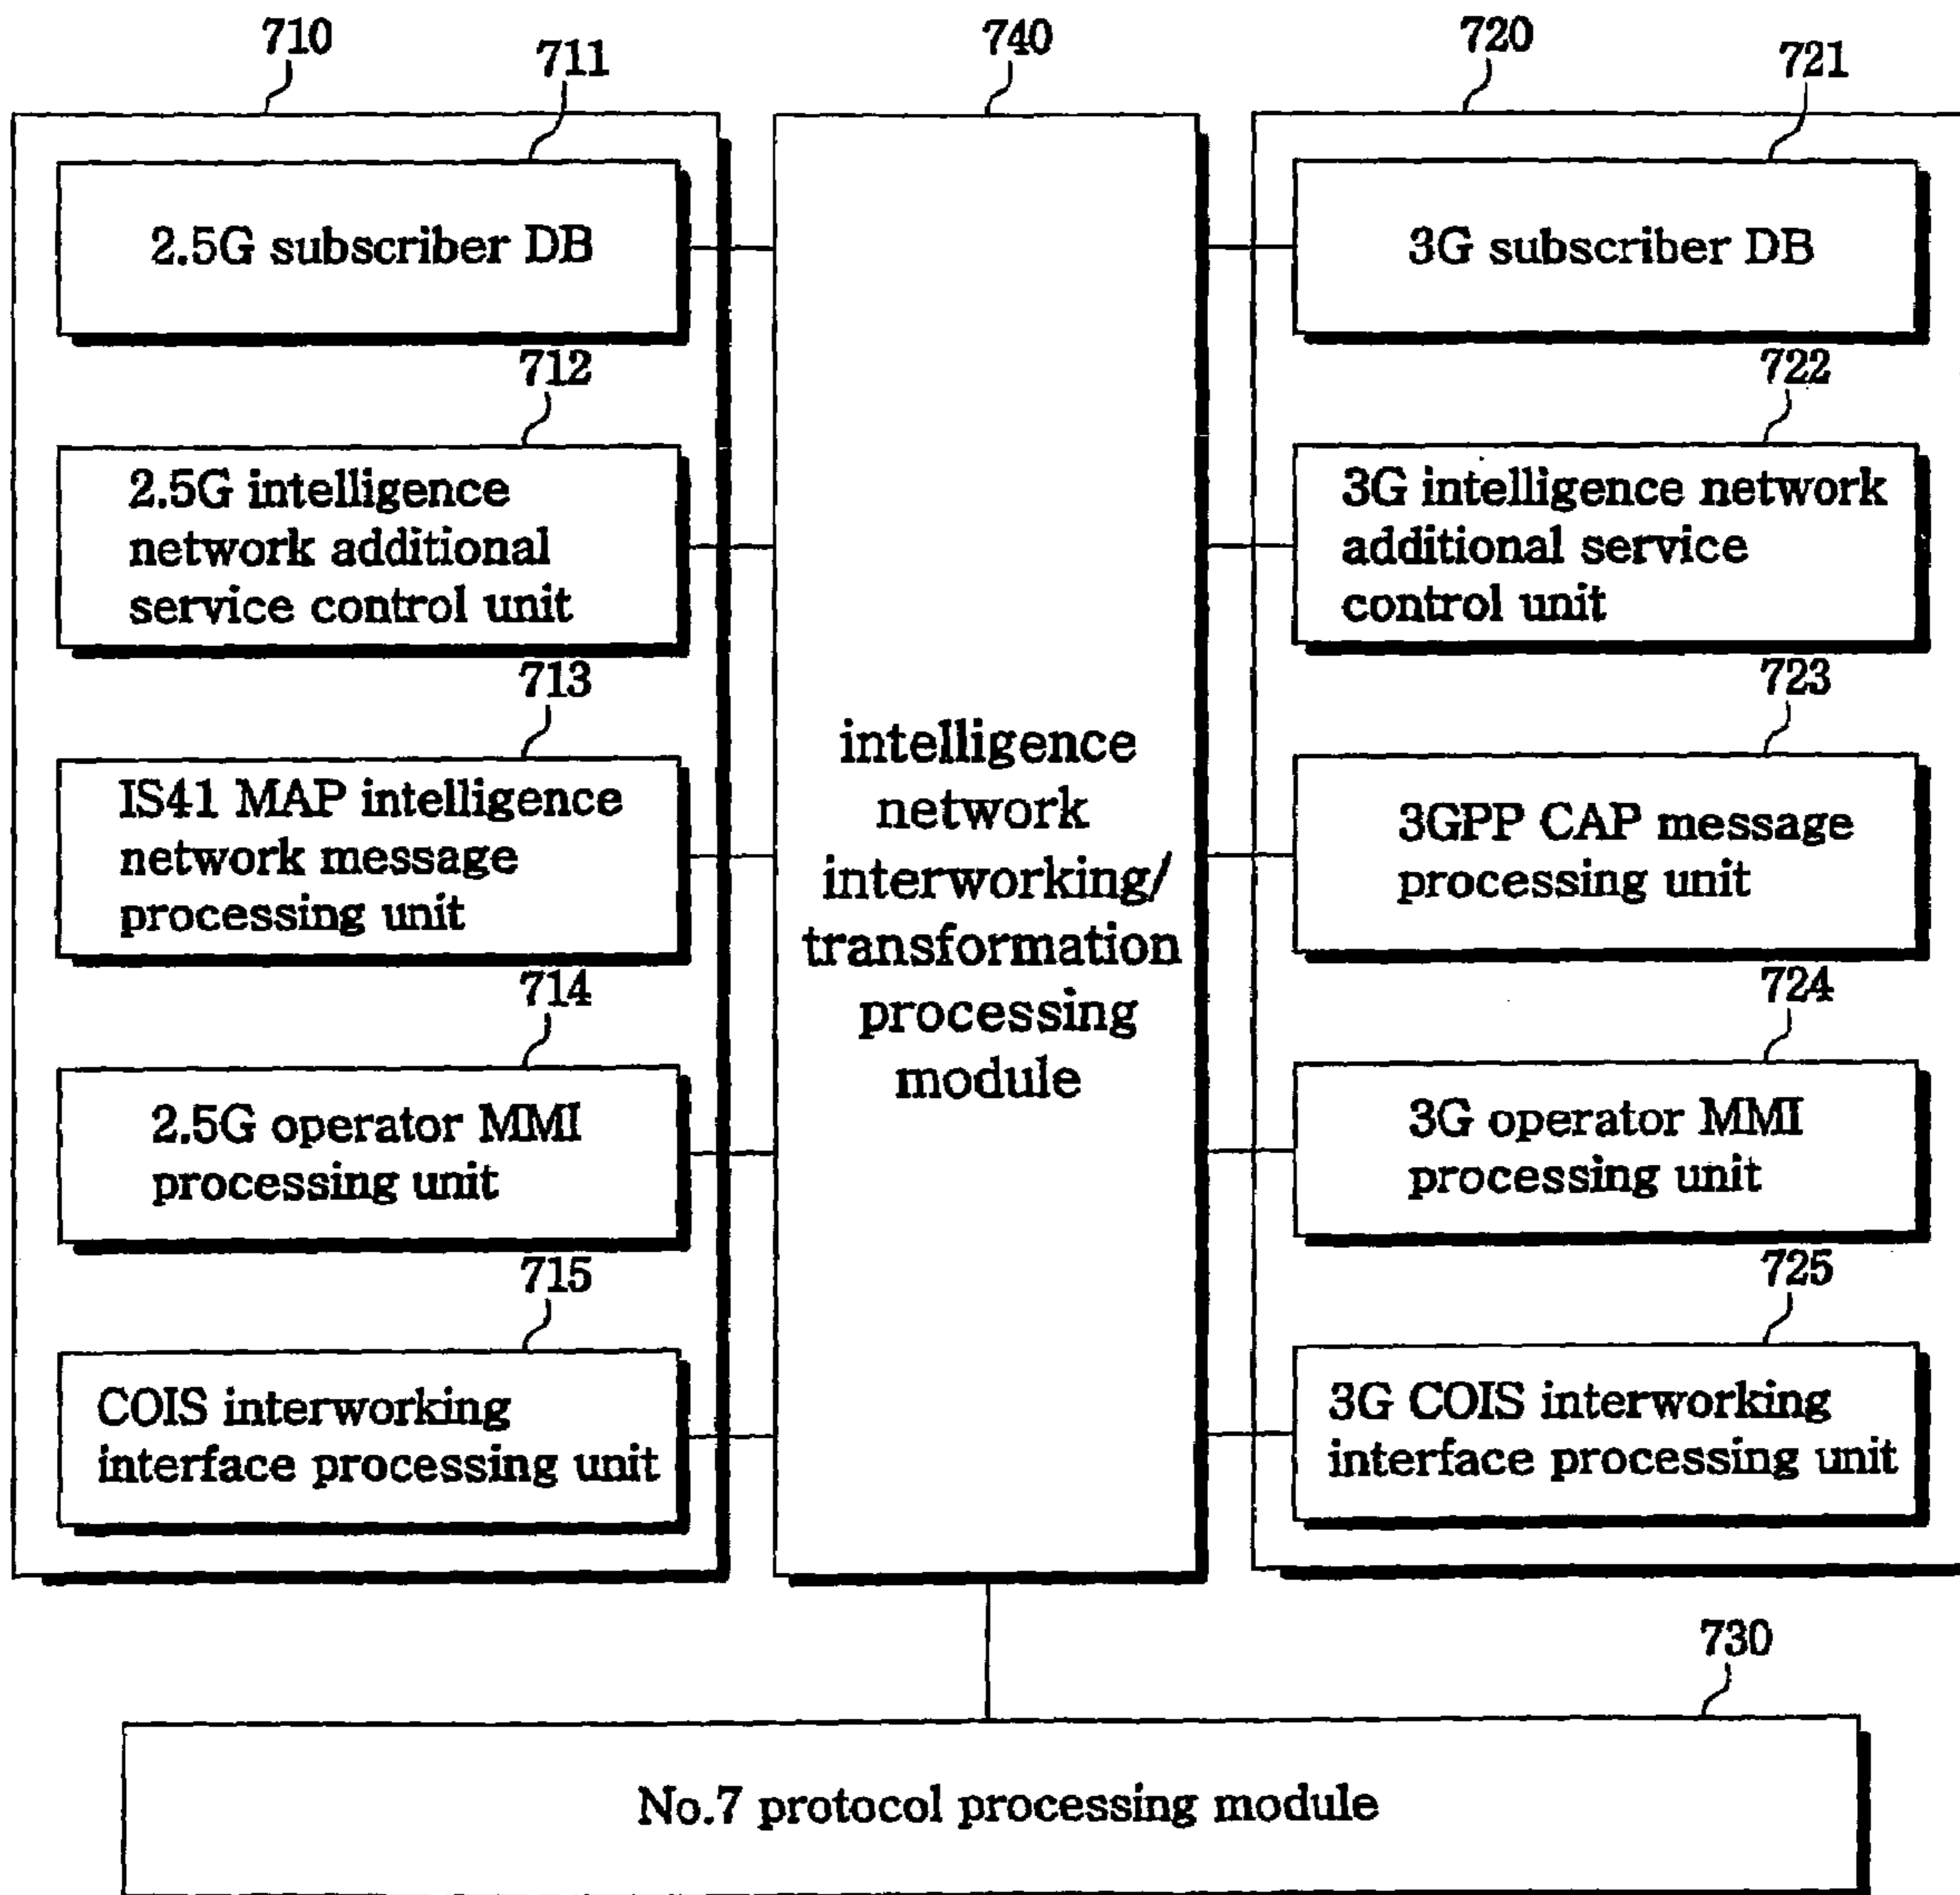 710
711
2.5G subscriber DB
712
2.5G intelligence
network additional
service control unit
713
IS41 MAP intelligence
network message
processing unit
714
2.5G operator MMI
processing unit
715
COIS interworking
interface processing unit
740
intelligence
network
interworking/
transformation
processing
module
720
721
3G subscriber DB
722
3G intelligence network
additional service
control unit
723
3GPP CAP message
processing unit
724
3G operator MMI
processing unit
725
3G COIS interworking
interface processing unit
730
No.7 protocol processing module